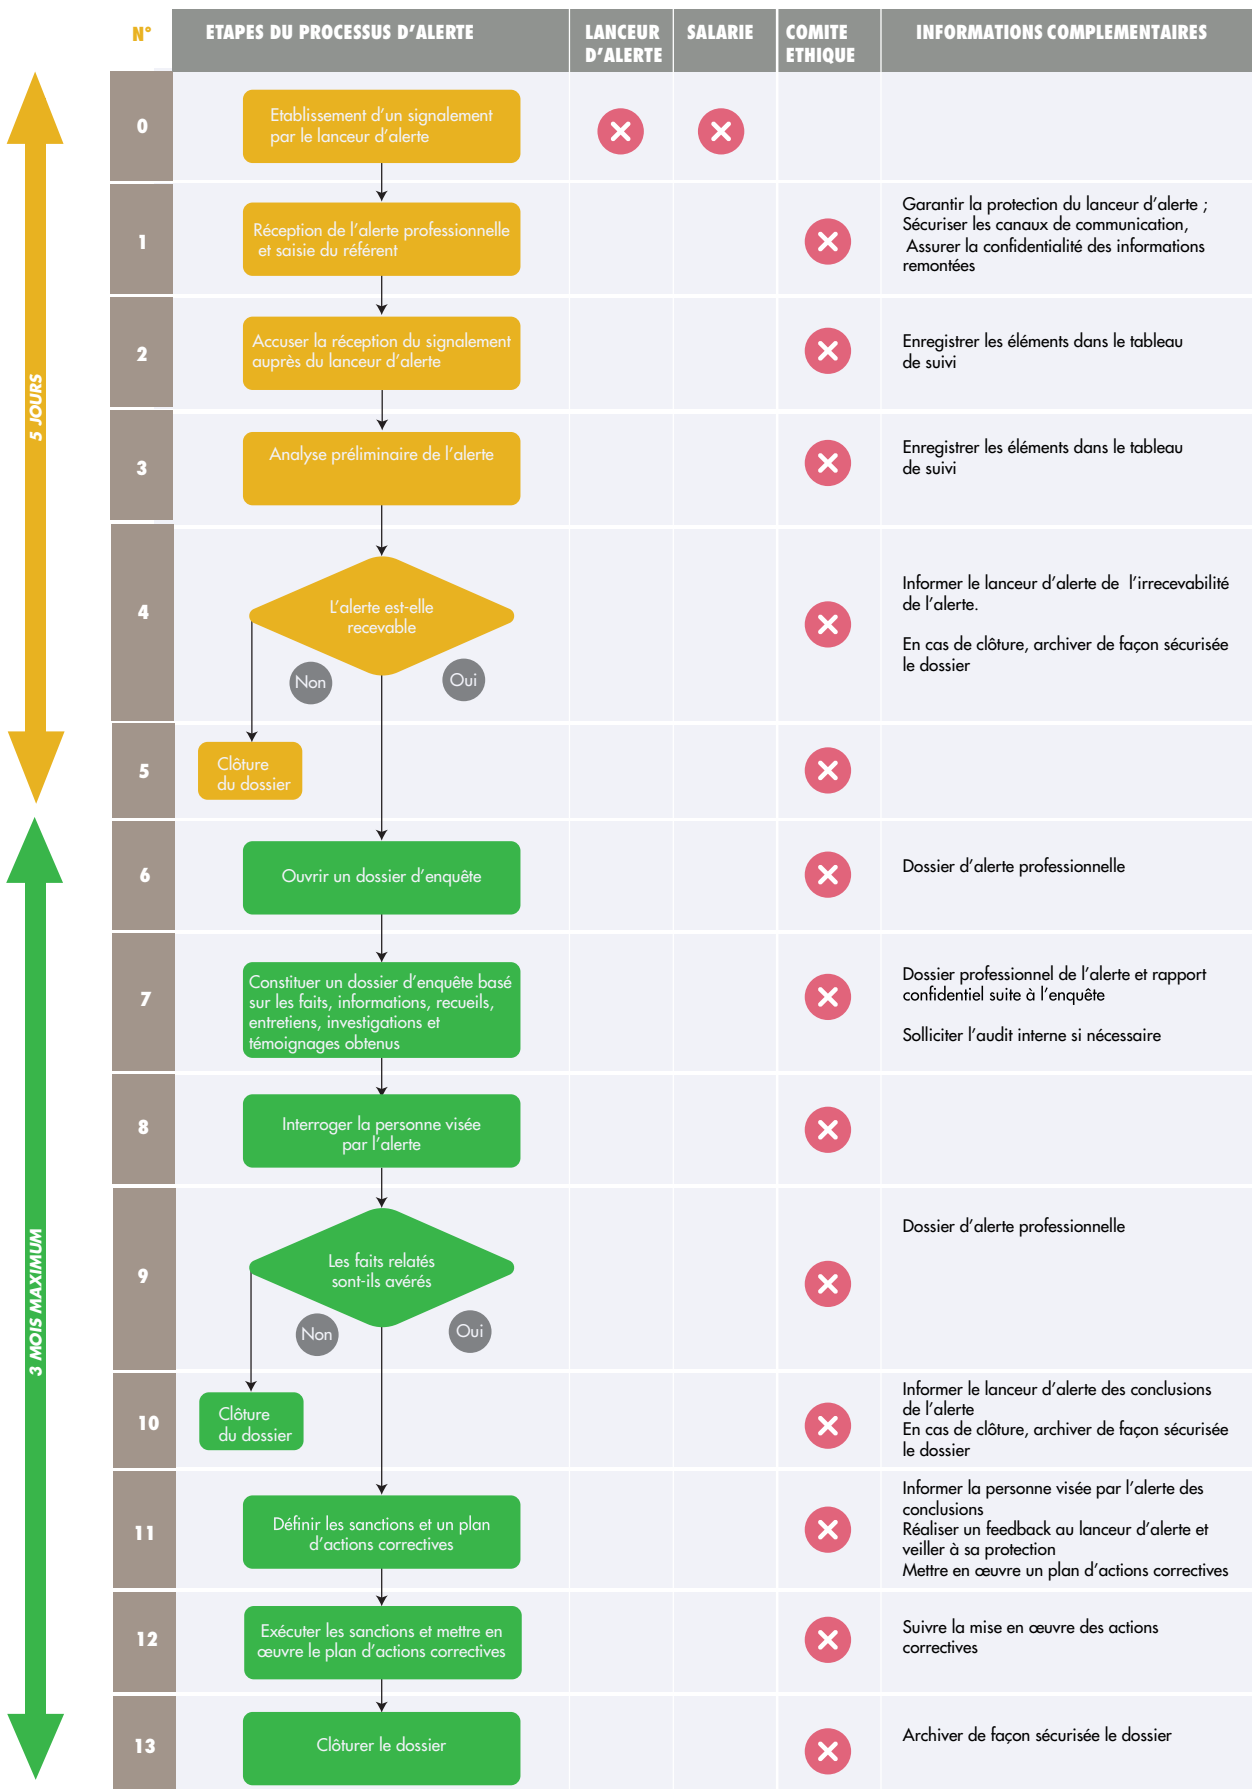 N°
ETAPES DU PROCESSUS D'ALERTE
LANCEUR
D'ALERTE
SALARIE
COMITE
ETHIQUE
INFORMATIONS COMPLEMENTAIRES
5 JOURS
0
Etablissement d'un signalement
par le lanceur d'alerte
1
Réception de l'alerte professionnelle
et saisie du référent
Garantir la protection du lanceur d'alerte ;
Sécuriser les canaux de communication,
Assurer la confidentialité des informations
remontées
2
Accuser la réception du signalement
auprès du lanceur d'alerte
Enregistrer les éléments dans le tableau
de suivi
3
Analyse préliminaire de l'alerte
Enregistrer les éléments dans le tableau
de suivi
4
L'alerte est-elle
recevable
Non
Oui
Informer le lanceur d'alerte de l'irrecevabilité
de l'alerte.
En cas de clôture, archiver de façon sécurisée
le dossier
5
Clôture
du dossier
3 MOIS MAXIMUM
6
Ouvrir un dossier d'enquête
Dossier d'alerte professionnelle
7
Constituer un dossier d'enquête basé
sur les faits, informations, recueils,
entretiens, investigations et
témoignages obtenus
Dossier professionnel de l'alerte et rapport
confidentiel suite à l'enquête
Solliciter l'audit interne si nécessaire
8
Interroger la personne visée
par l'alerte
9
Les faits relatés
sont-ils avérés
Non
Oui
Dossier d'alerte professionnelle
10
Clôture
du dossier
Informer le lanceur d'alerte des conclusions
de l'alerte
En cas de clôture, archiver de façon sécurisée
le dossier
11
Définir les sanctions et un plan
d'actions correctives
Informer la personne visée par l'alerte des
conclusions
Réaliser un feedback au lanceur d'alerte et
veiller à sa protection
Mettre en œuvre un plan d'actions correctives
12
Exécuter les sanctions et mettre en
œuvre le plan d'actions correctives
Suivre la mise en œuvre des actions
correctives
13
Clôturer le dossier
Archiver de façon sécurisée le dossier